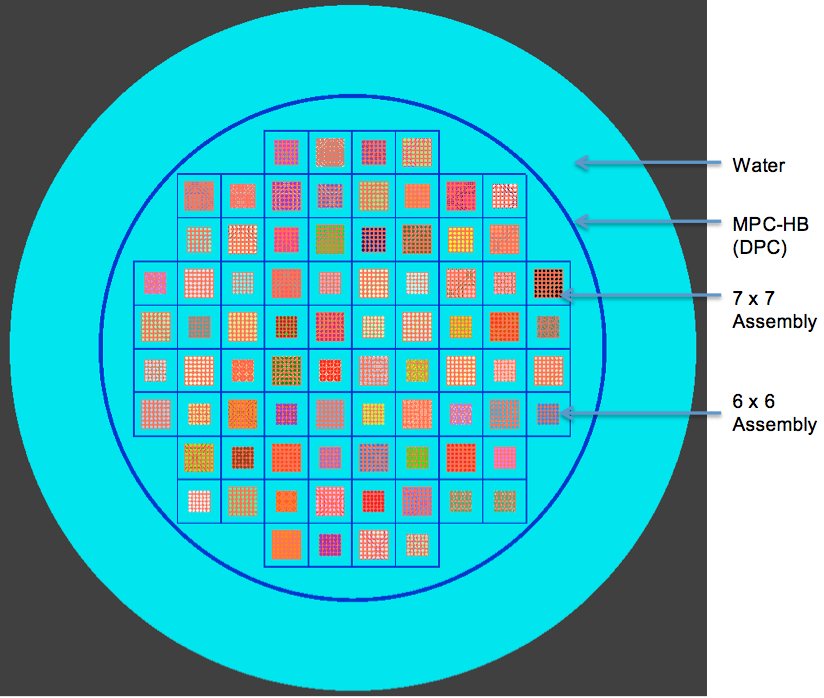 Water
MPC-HB
(DPC)
7 x 7
Assembly
6 x 6
Assembly